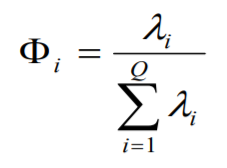 Φ_i = λ_i / ∑_{i=1}^{Q} λ_i